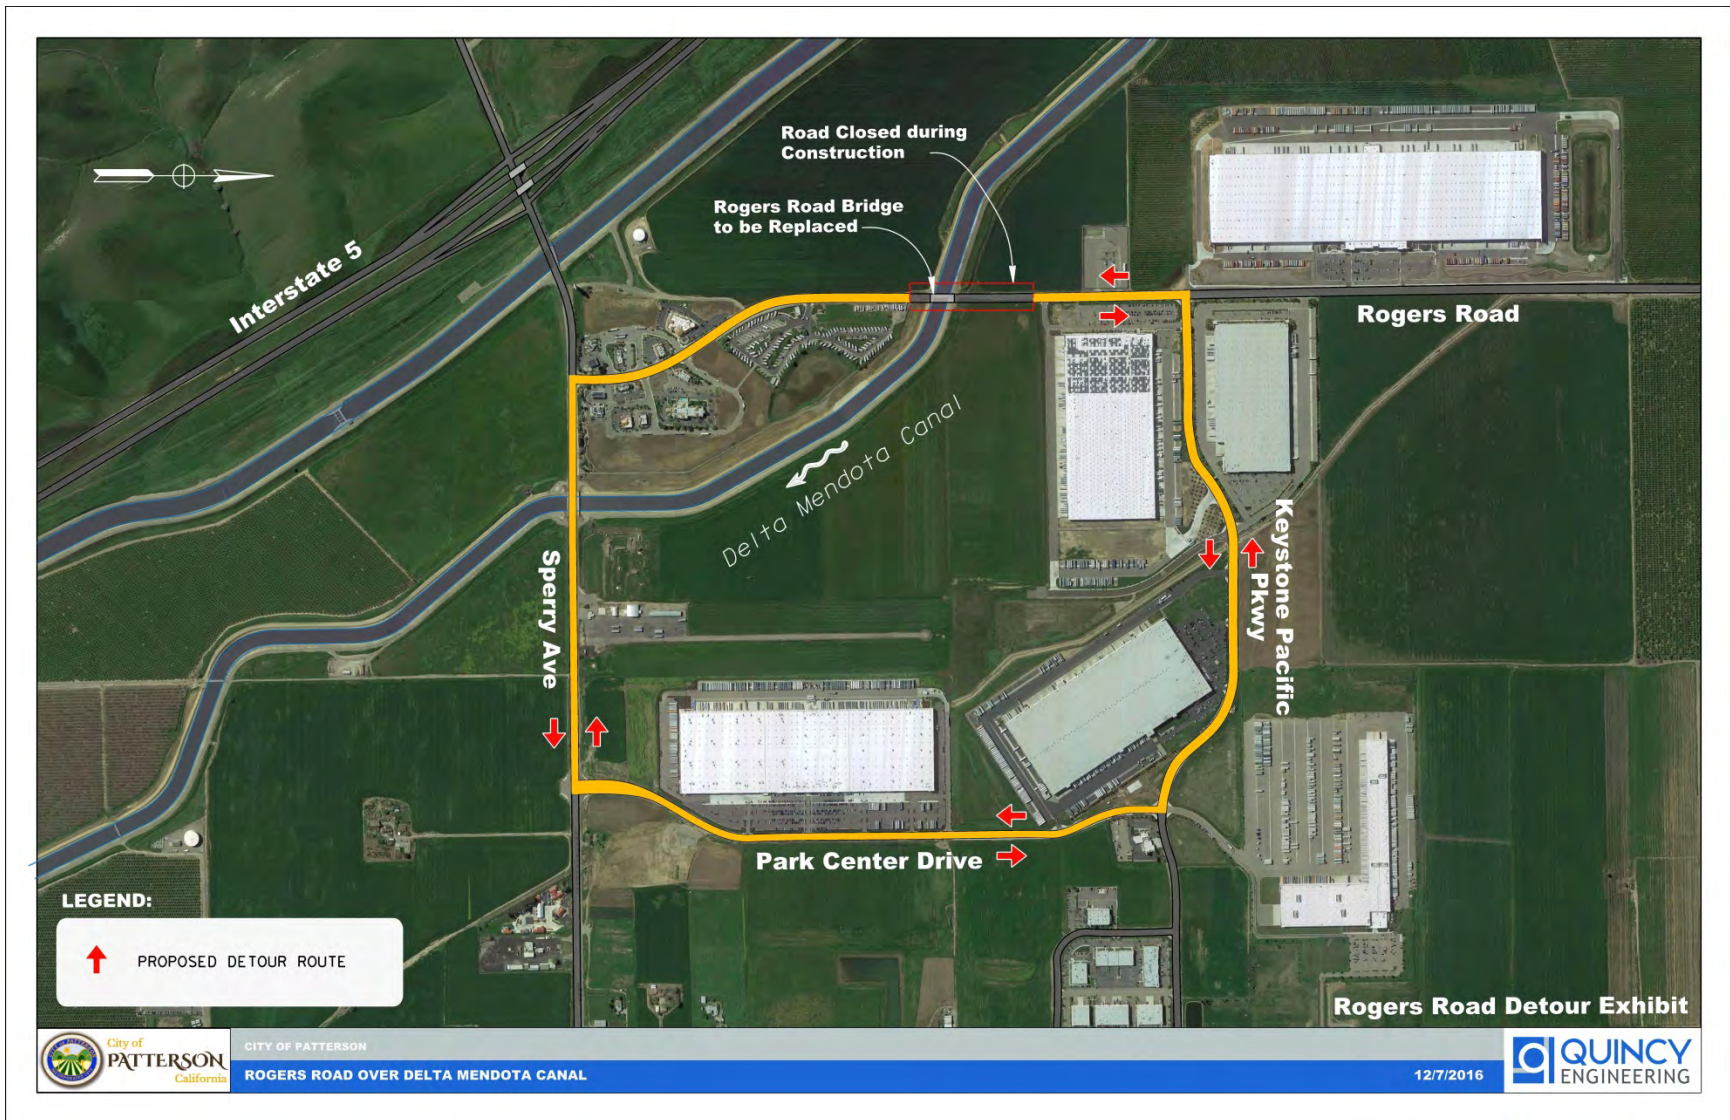 Road Closed during
Construction
Rogers Road Bridge
to be Replaced
Interstate 5
Rogers Road
Delta Mendota Canal
Keystone Pacific
Pkwy
Sperry Ave
Park Center Drive
LEGEND:
PROPOSED DETOUR ROUTE
Rogers Road Detour Exhibit
City of
PATTERSON
California
CITY OF PATTERSON
ROGERS ROAD OVER DELTA MENDOTA CANAL
12/7/2016
QUINCY
ENGINEERING